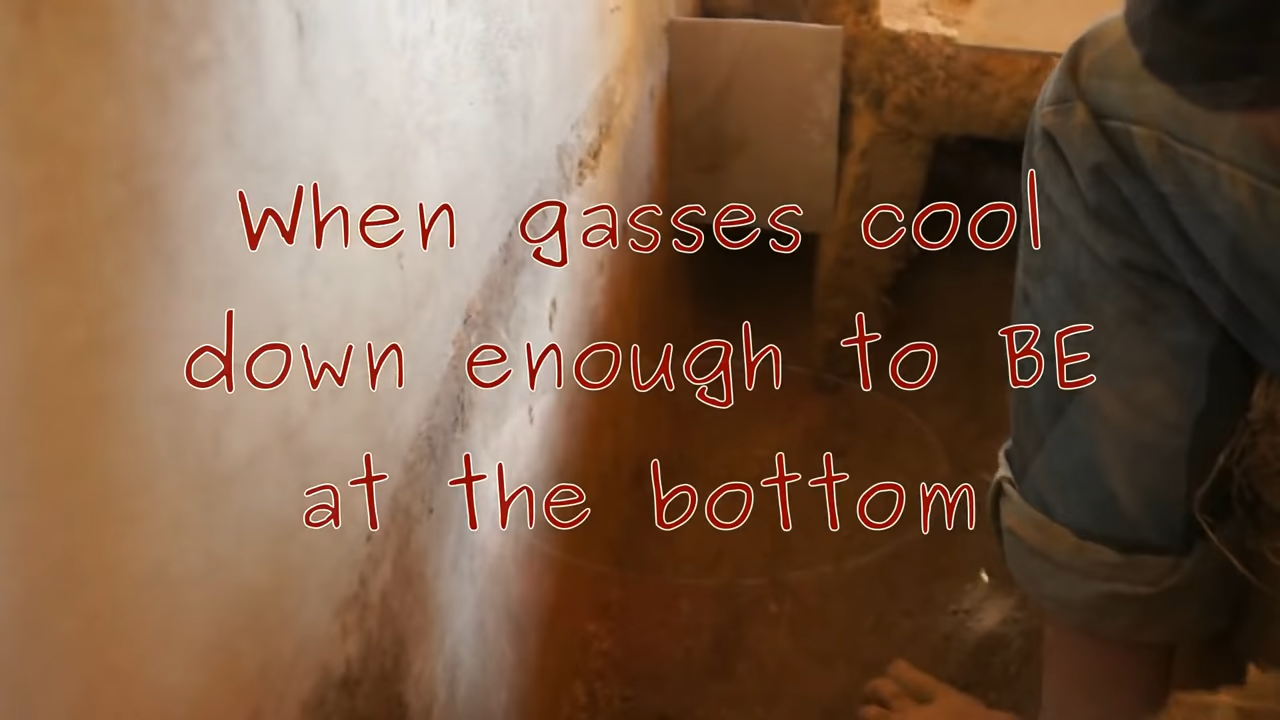 When gasses cool
down enough to BE
at the bottom